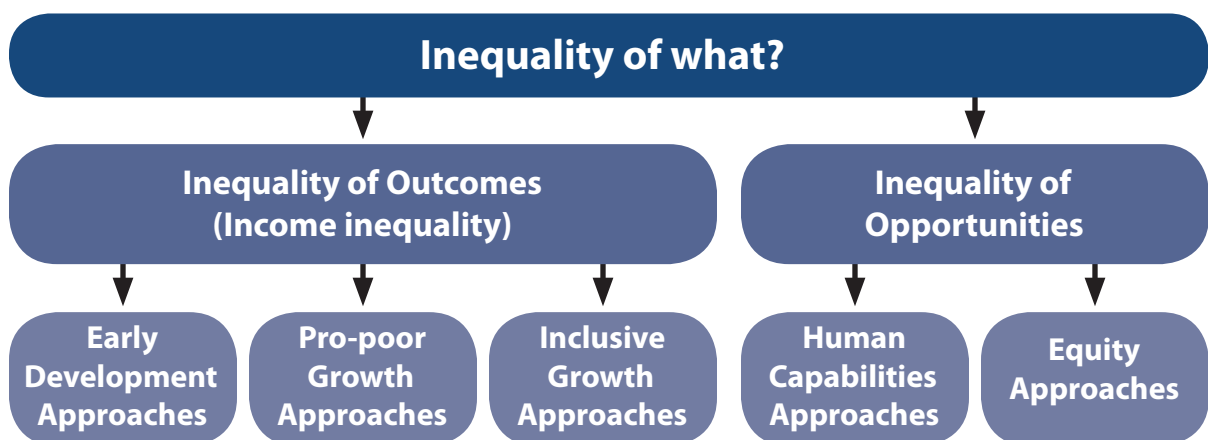 Inequality of what?
Inequality of Outcomes
(Income inequality)
Inequality of
Opportunities
Early
Development
Approaches
Pro-poor
Growth
Approaches
Inclusive
Growth
Approaches
Human
Capabilities
Approaches
Equity
Approaches